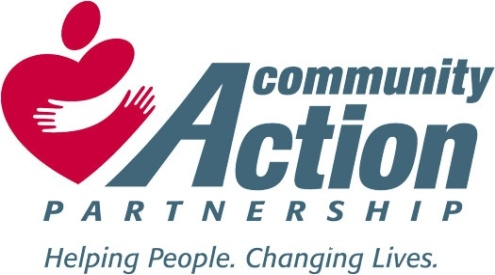 community
Action
PARTNERSHIP
Helping People. Changing Lives.